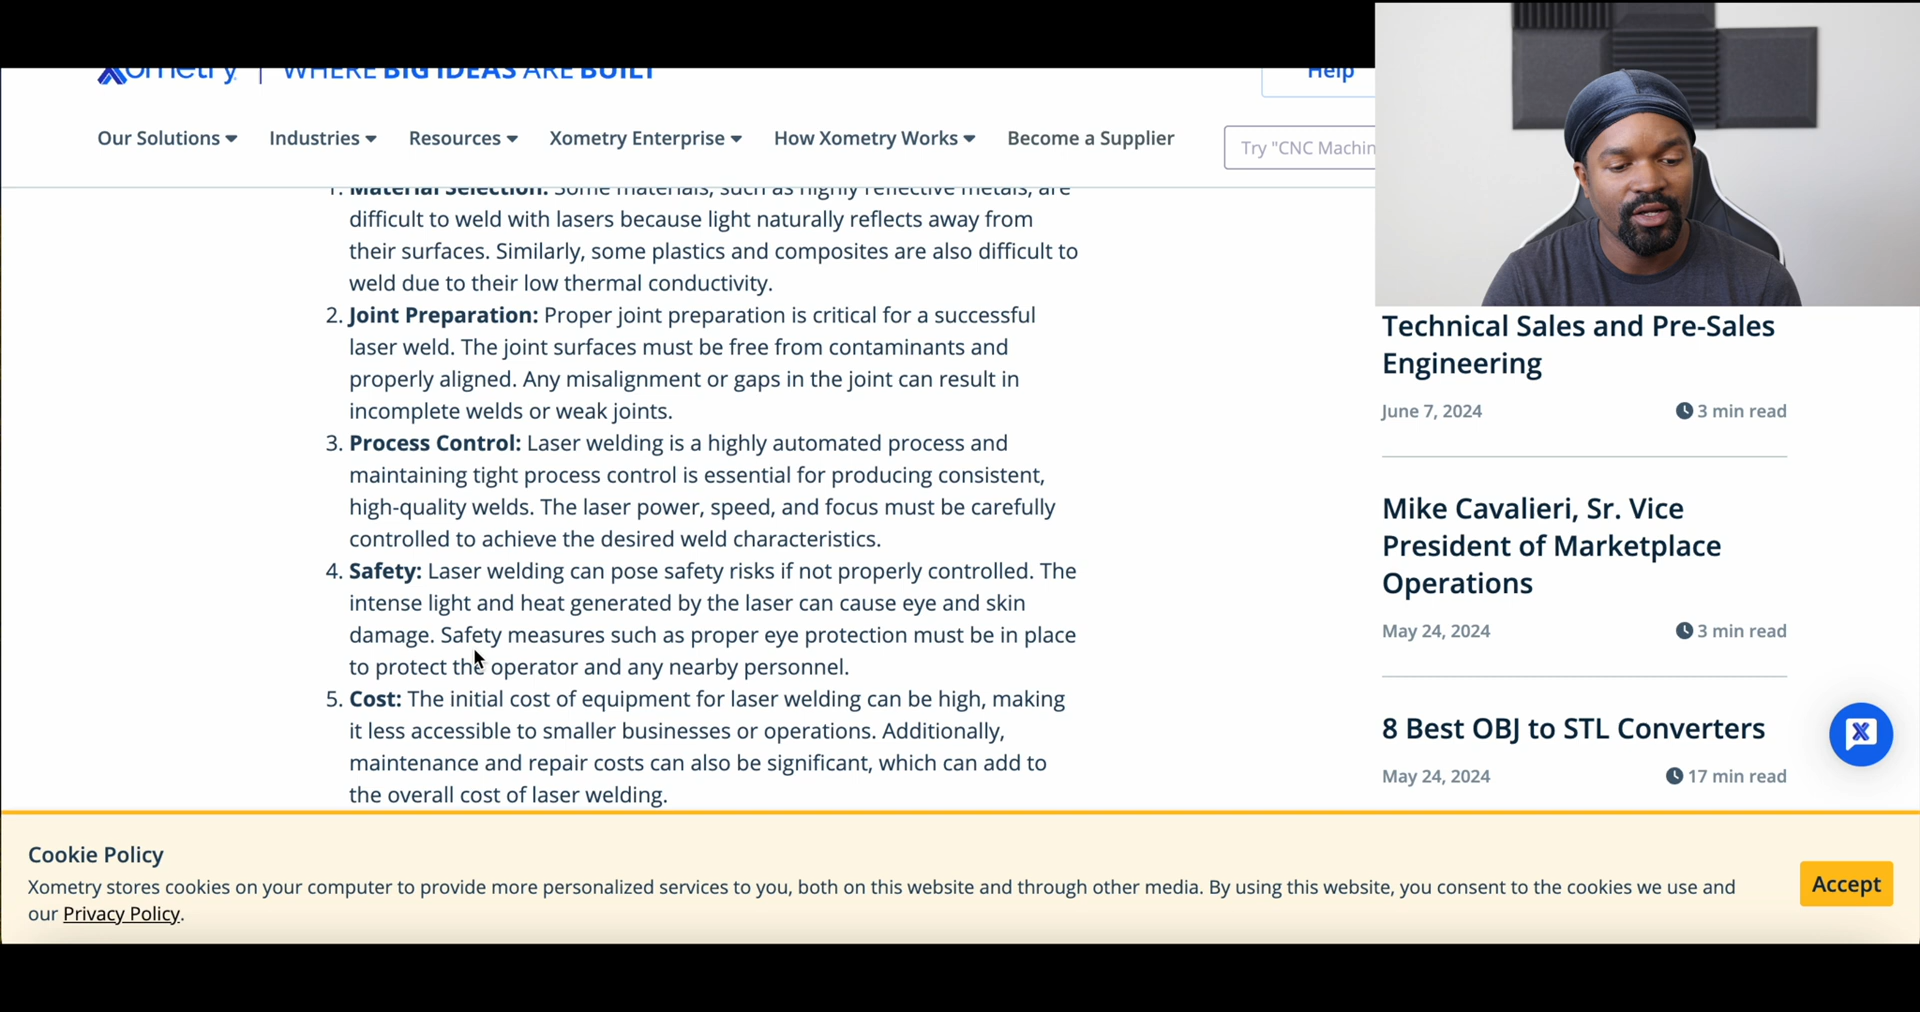 Xometry | WHERE BIG IDEAS ARE BUILT
Help
Our Solutions
Industries
Resources
Xometry Enterprise
How Xometry Works
Become a Supplier
Try "CNC Machin
1. Material Selection: Some materials, such as highly reflective metals, are
difficult to weld with lasers because light naturally reflects away from
their surfaces. Similarly, some plastics and composites are also difficult to
weld due to their low thermal conductivity.
2. Joint Preparation: Proper joint preparation is critical for a successful
laser weld. The joint surfaces must be free from contaminants and
properly aligned. Any misalignment or gaps in the joint can result in
incomplete welds or weak joints.
3. Process Control: Laser welding is a highly automated process and
maintaining tight process control is essential for producing consistent,
high-quality welds. The laser power, speed, and focus must be carefully
controlled to achieve the desired weld characteristics.
4. Safety: Laser welding can pose safety risks if not properly controlled. The
intense light and heat generated by the laser can cause eye and skin
damage. Safety measures such as proper eye protection must be in place
to protect the operator and any nearby personnel.
5. Cost: The initial cost of equipment for laser welding can be high, making
it less accessible to smaller businesses or operations. Additionally,
maintenance and repair costs can also be significant, which can add to
the overall cost of laser welding.
Technical Sales and Pre-Sales
Engineering
June 7, 2024
3 min read
Mike Cavalieri, Sr. Vice
President of Marketplace
Operations
May 24, 2024
3 min read
8 Best OBJ to STL Converters
May 24, 2024
17 min read
X
Cookie Policy
Xometry stores cookies on your computer to provide more personalized services to you, both on this website and through other media. By using this website, you consent to the cookies we use and
our Privacy Policy.
Accept